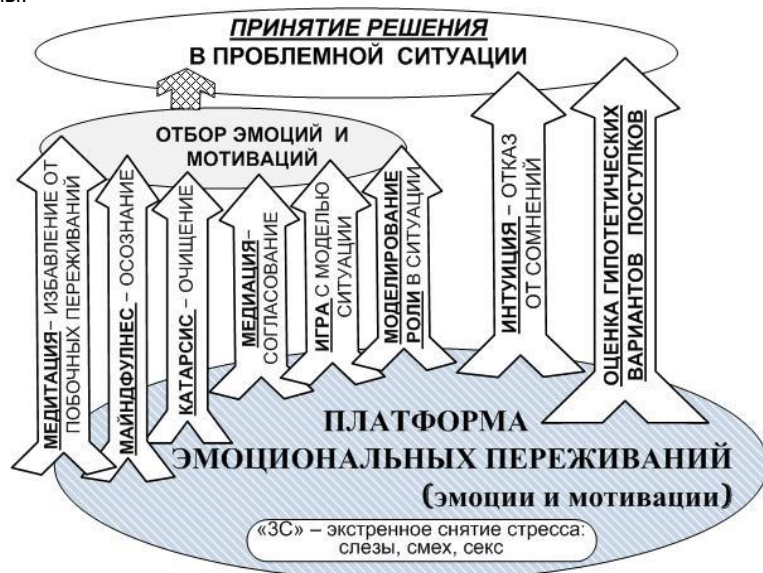 ПРИНЯТИЕ РЕШЕНИЯ
В ПРОБЛЕМНОЙ СИТУАЦИИ
ОТБОР ЭМОЦИЙ И
МОТИВАЦИЙ
МЕДИТАЦИЯ – ИЗБАВЛЕНИЕ ОТ
ПОБОЧНЫХ ПЕРЕЖИВАНИЙ
МАЙНДФУЛНЕС – ОСОЗНАНИЕ
КАТАРСИС – ОЧИЩЕНИЕ
МЕДИАЦИЯ –
СОГЛАСОВАНИЕ
ИГРА С МОДЕЛЬЮ
СИТУАЦИИ
МОДЕЛИРОВАНИЕ
РОЛИ В СИТУАЦИИ
ИНТУИЦИЯ – ОТКАЗ
ОТ СОМНЕНИЙ
ОЦЕНКА ГИПОТЕТИЧЕСКИХ
ВАРИАНТОВ ПОСТУПКОВ
ПЛАТФОРМА
ЭМОЦИОНАЛЬНЫХ ПЕРЕЖИВАНИЙ
(эмоции и мотивации)
«3С» – экстренное снятие стресса:
слезы, смех, секс